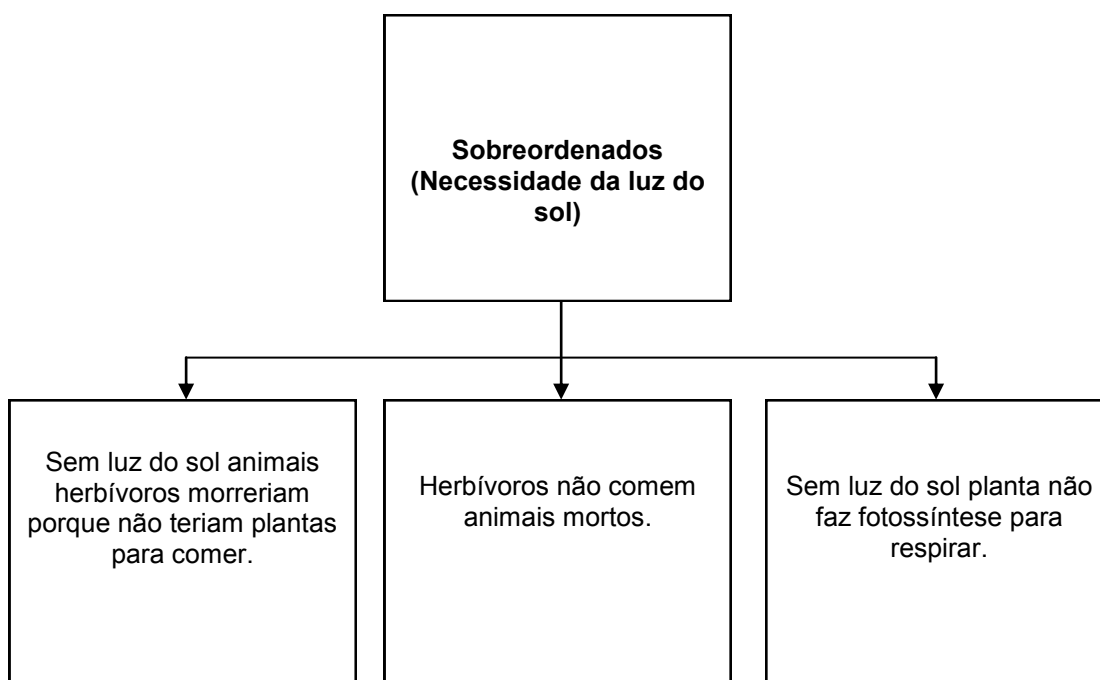 Sobreordenados
(Necessidade da luz do
sol)
Sem luz do sol animais
herbívoros morreriam
porque não teriam plantas
para comer.
Herbívoros não comem
animais mortos.
Sem luz do sol planta não
faz fotossíntese para
respirar.